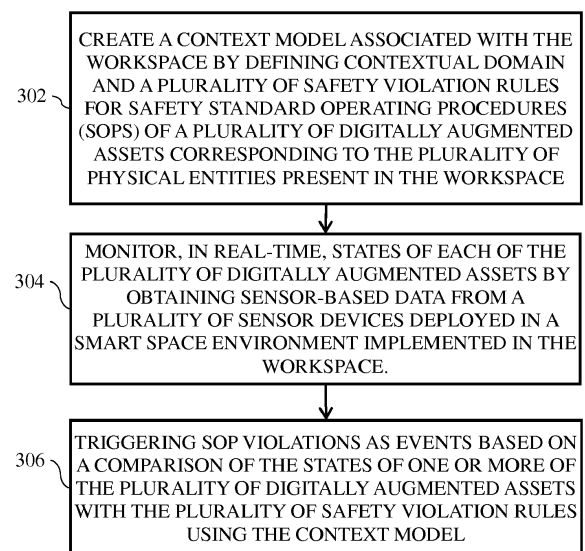 CREATE A CONTEXT MODEL ASSOCIATED WITH THE
WORKSPACE BY DEFINING CONTEXTUAL DOMAIN
AND A PLURALITY OF SAFETY VIOLATION RULES
FOR SAFETY STANDARD OPERATING PROCEDURES
(SOPS) OF A PLURALITY OF DIGITALLY AUGMENTED
ASSETS CORRESPONDING TO THE PLURALITY OF
PHYSICAL ENTITIES PRESENT IN THE WORKSPACE
302
MONITOR, IN REAL-TIME, STATES OF EACH OF THE
PLURALITY OF DIGITALLY AUGMENTED ASSETS BY
OBTAINING SENSOR-BASED DATA FROM A
PLURALITY OF SENSOR DEVICES DEPLOYED IN A
SMART SPACE ENVIRONMENT IMPLEMENTED IN THE
WORKSPACE.
304
TRIGGERING SOP VIOLATIONS AS EVENTS BASED ON
A COMPARISON OF THE STATES OF ONE OR MORE OF
THE PLURALITY OF DIGITALLY AUGMENTED ASSETS
WITH THE PLURALITY OF SAFETY VIOLATION RULES
USING THE CONTEXT MODEL
306